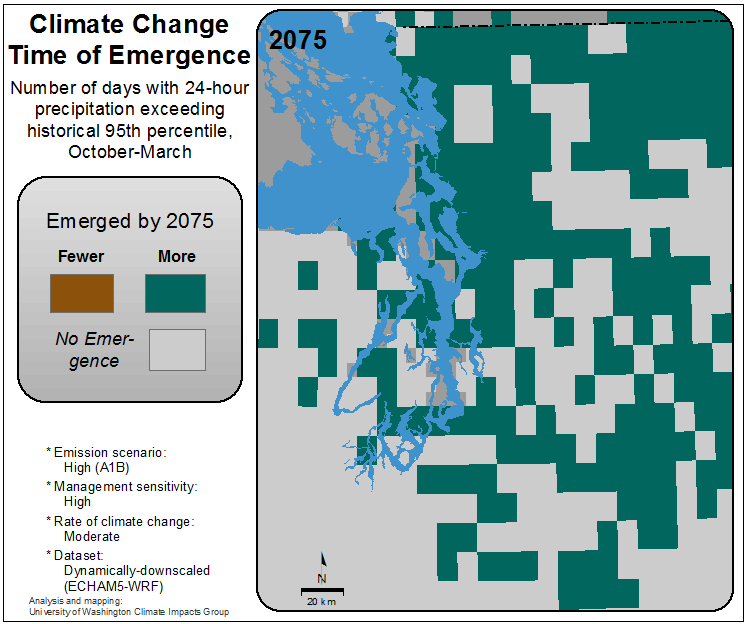 Climate Change
Time of Emergence
Number of days with 24-hour
precipitation exceeding
historical 95th percentile,
October-March
Emerged by 2075
Fewer More
No Emer-
gence
* Emission scenario:
High (A1B)
* Management sensitivity:
High
* Rate of climate change:
Moderate
* Dataset:
Dynamically-downscaled
(ECHAM5-WRF)
Analysis and mapping:
University of Washington Climate Impacts Group
2075
N
20 km